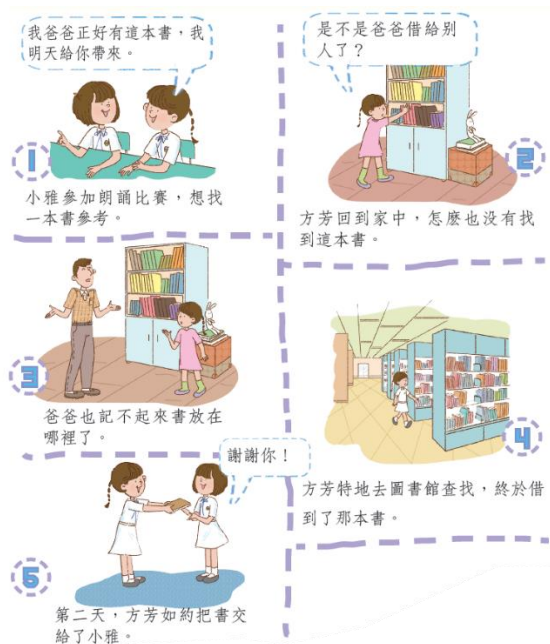 我爸爸正好有這本書，我
明天給你帶來。
1
小雅參加朗誦比賽，想找
一本書參考。
是不是爸爸借給別
人了？
2
方芳回到家中，怎麼也沒有找
到這本書。
3
爸爸也記不起來書放在
哪裡了。
4
方芳特地去圖書館查找，終於借
到了那本書。
謝謝你！
5
第二天，方芳如約把書交
給了小雅。